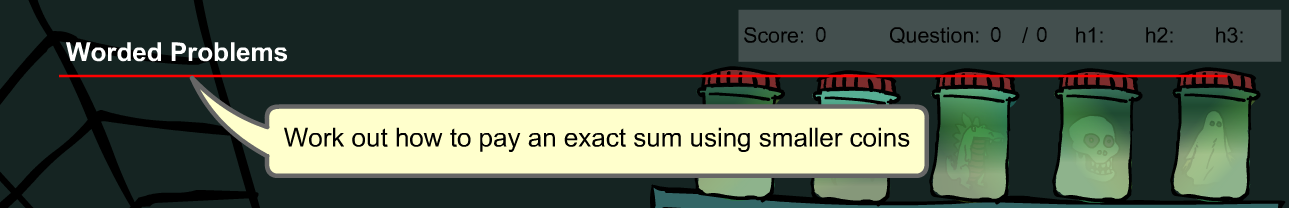 Score: 0 Question: 0 / 0 h1: h2: h3:
Worded Problems
Work out how to pay an exact sum using smaller coins